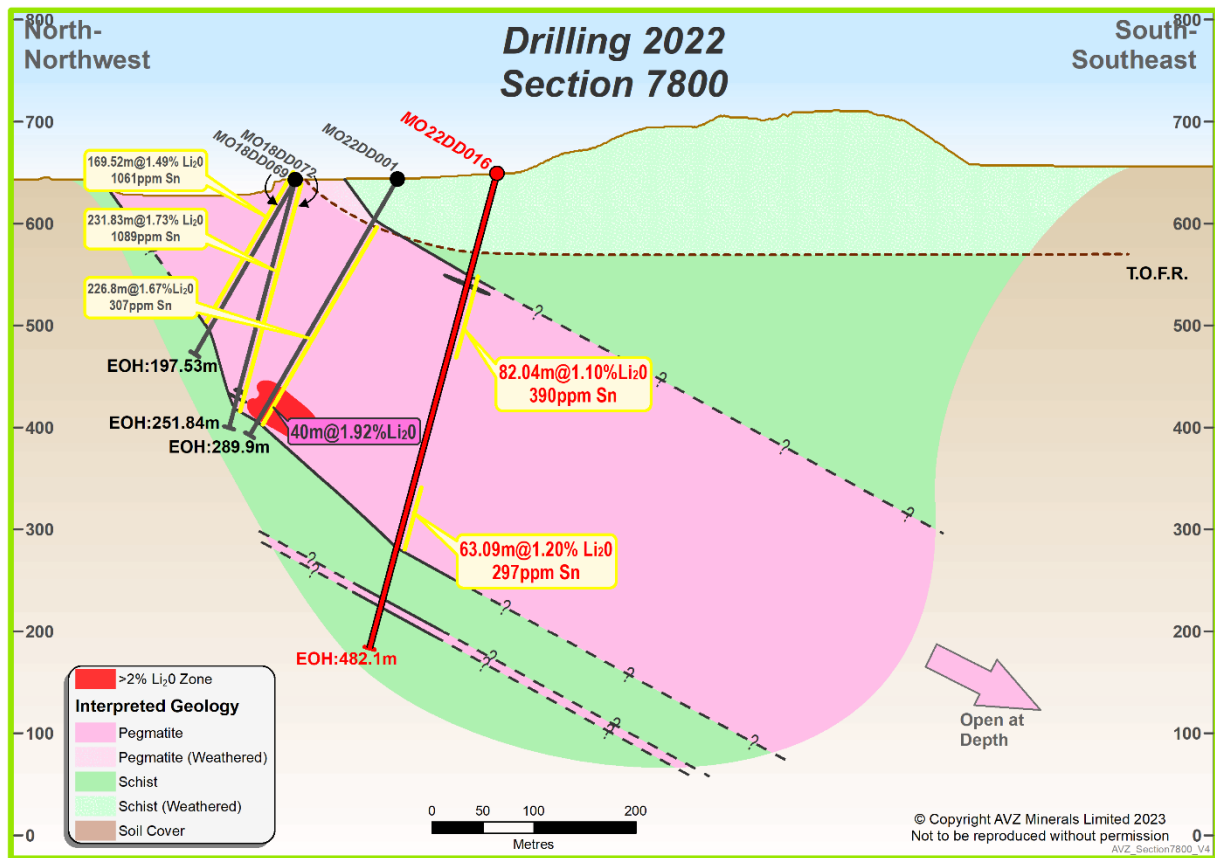 800
800
North-
Northwest
Drilling 2022
Section 7800
South-
Southeast
700
700
MO18DD069
MO18DD072
MO22DD001
MO22DD016
169.52m@1.49% Li₂0
1061ppm Sn
231.83m@1.73% Li₂0
1089ppm Sn
226.8m@1.67%Li₂0
307ppm Sn
600
600
T.O.F.R.
500
500
?
?
?
?
EOH:197.53m
82.04m@1.10%Li₂0
390ppm Sn
400
400
EOH:251.84m
EOH:289.9m
40m@1.92%Li₂0
300
300
63.09m@1.20% Li₂0
297ppm Sn
?
?
?
?
?
?
?
?
?
200
200
EOH:482.1m
>2% Li₂0 Zone
Interpreted Geology
Pegmatite
Pegmatite (Weathered)
Schist
Schist (Weathered)
Soil Cover
Open at
Depth
100
100
0
0
0 50 100 200
Metres
© Copyright AVZ Minerals Limited 2023
Not to be reproduced without permission
AVZ_Section7800_V4